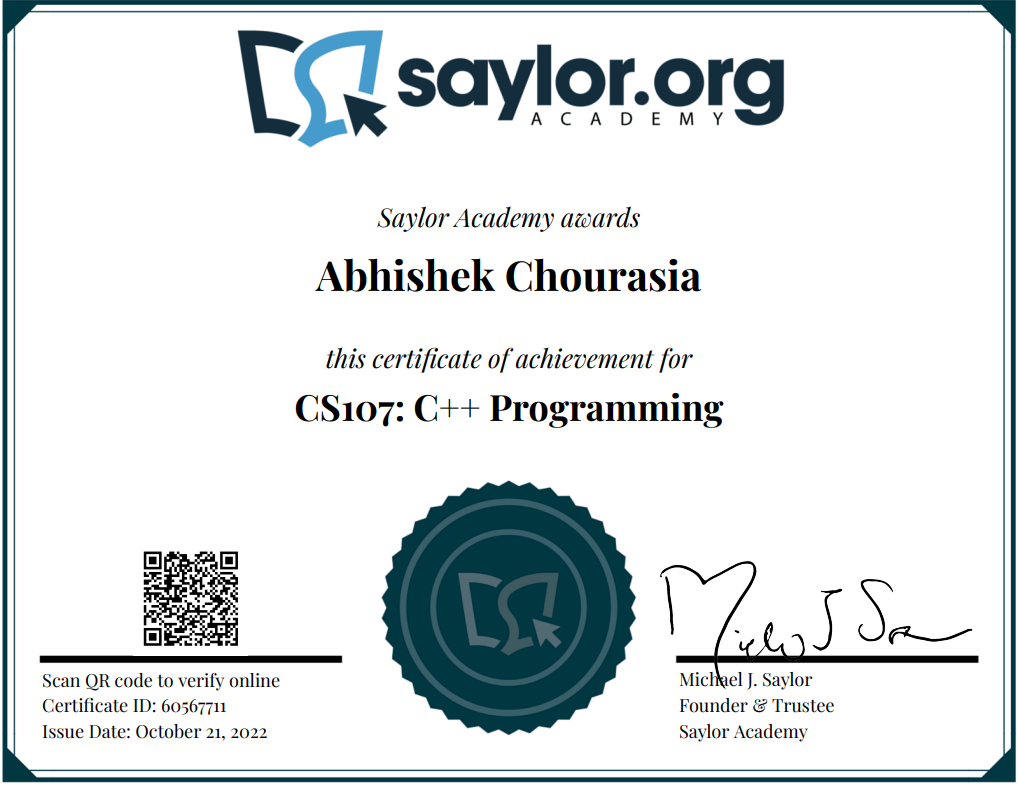 saylor.org
ACADEMY
Saylor Academy awards
Abhishek Chourasia
this certificate of achievement for
CS107: C++ Programming
Scan QR code to verify online
Certificate ID: 60567711
Issue Date: October 21, 2022
Michael J. Saylor
Founder & Trustee
Saylor Academy